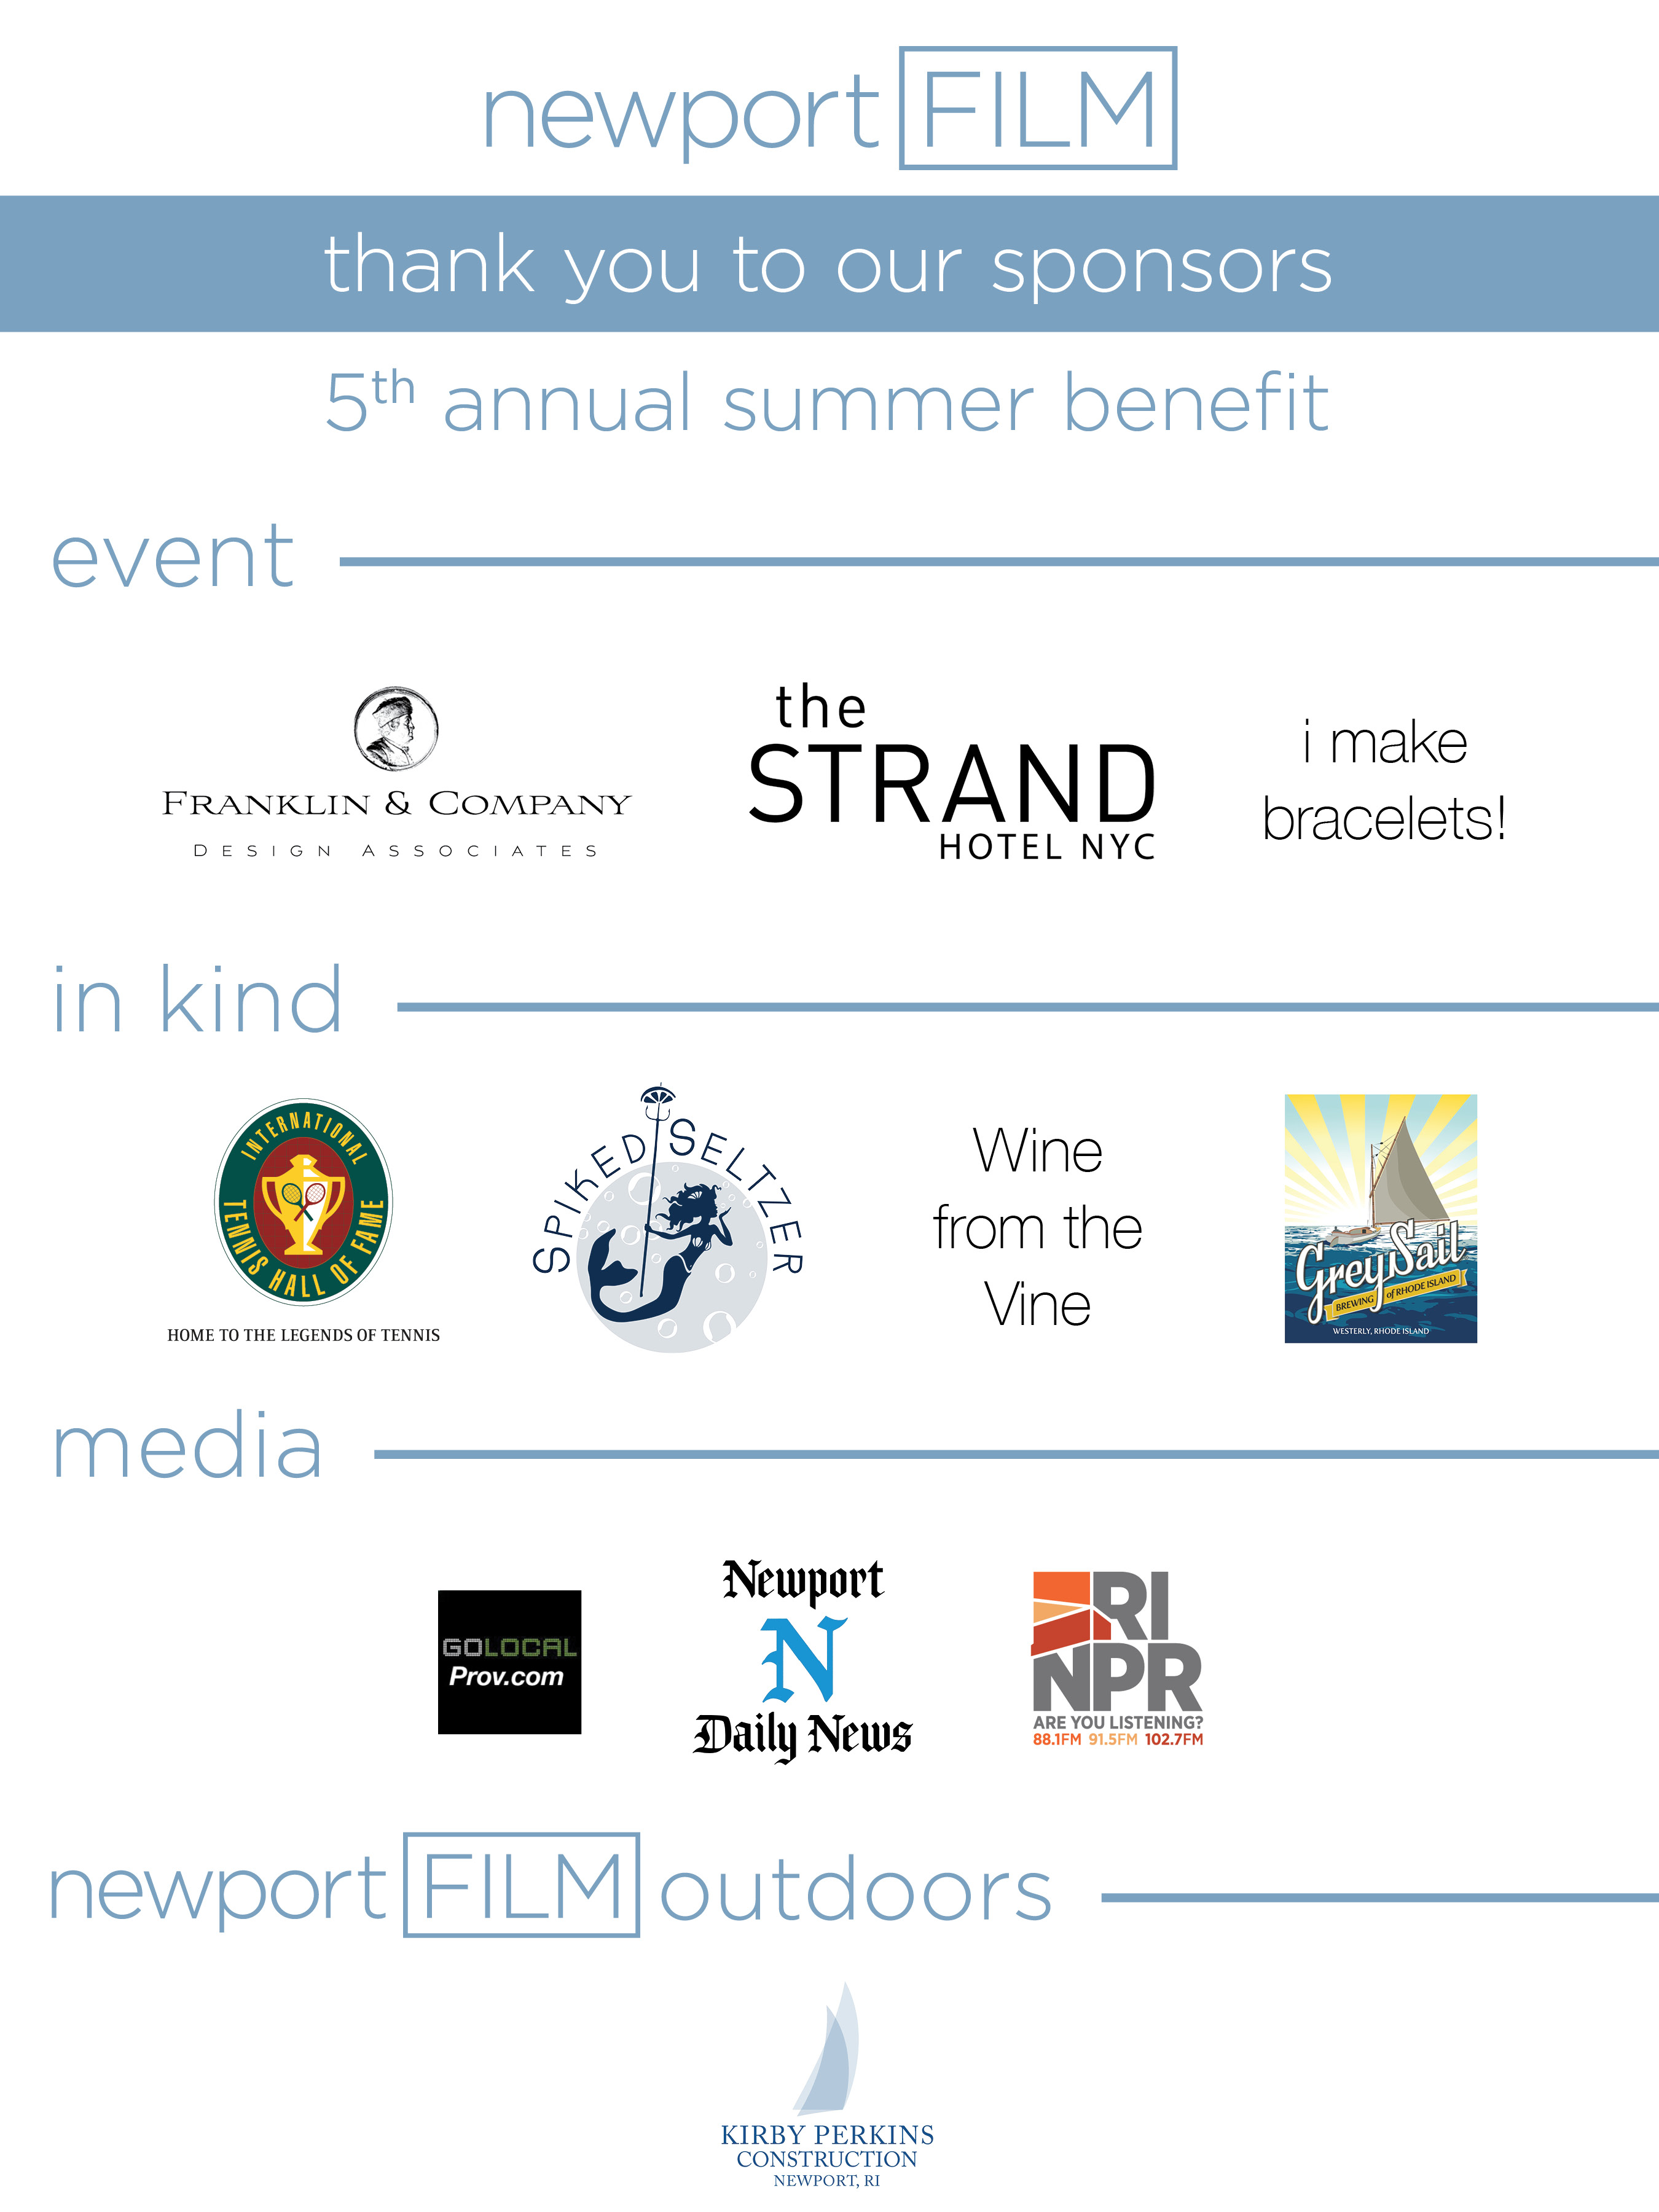 newport FILM
thank you to our sponsors
5th annual summer benefit
event
FRANKLIN & COMPANY
DESIGN ASSOCIATES
the
STRAND
HOTEL NYC
i make
bracelets!
in kind
INTERNATIONAL
TENNIS HALL OF FAME
HOME TO THE LEGENDS OF TENNIS
SPIKED SELTZER
Wine
from the
Vine
Grey Sail
BREWING of RHODE ISLAND
WESTERLY, RHODE ISLAND
media
GOLOCAL
Prov.com
Newport
N
Daily News
RI
NPR
ARE YOU LISTENING?
88.1FM 91.5FM 102.7FM
newport FILM outdoors
KIRBY PERKINS
CONSTRUCTION
NEWPORT, RI